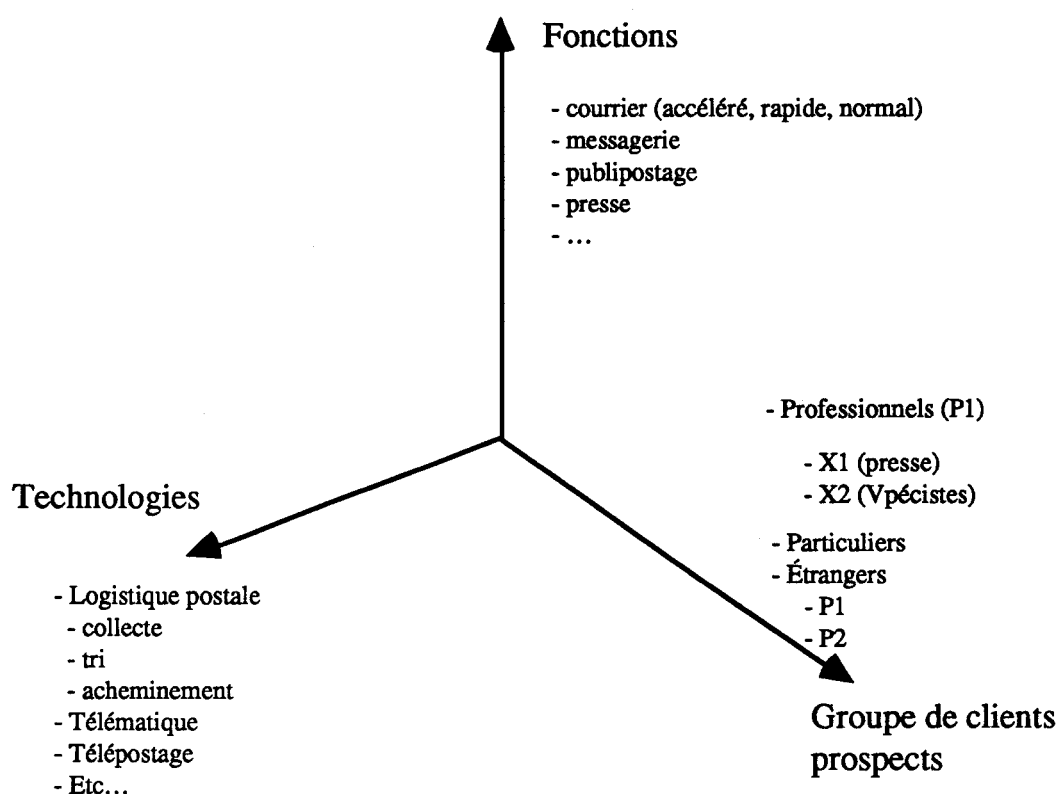 Fonctions
- courrier (accéléré, rapide, normal)
- messagerie
- publipostage
- presse
- ...
- Professionnels (P1)
- X1 (presse)
- X2 (Vpécistes)
- Particuliers
- Étrangers
- P1
- P2
Groupe de clients
prospects
Technologies
- Logistique postale
- collecte
- tri
- acheminement
- Télématique
- Télépostage
- Etc...